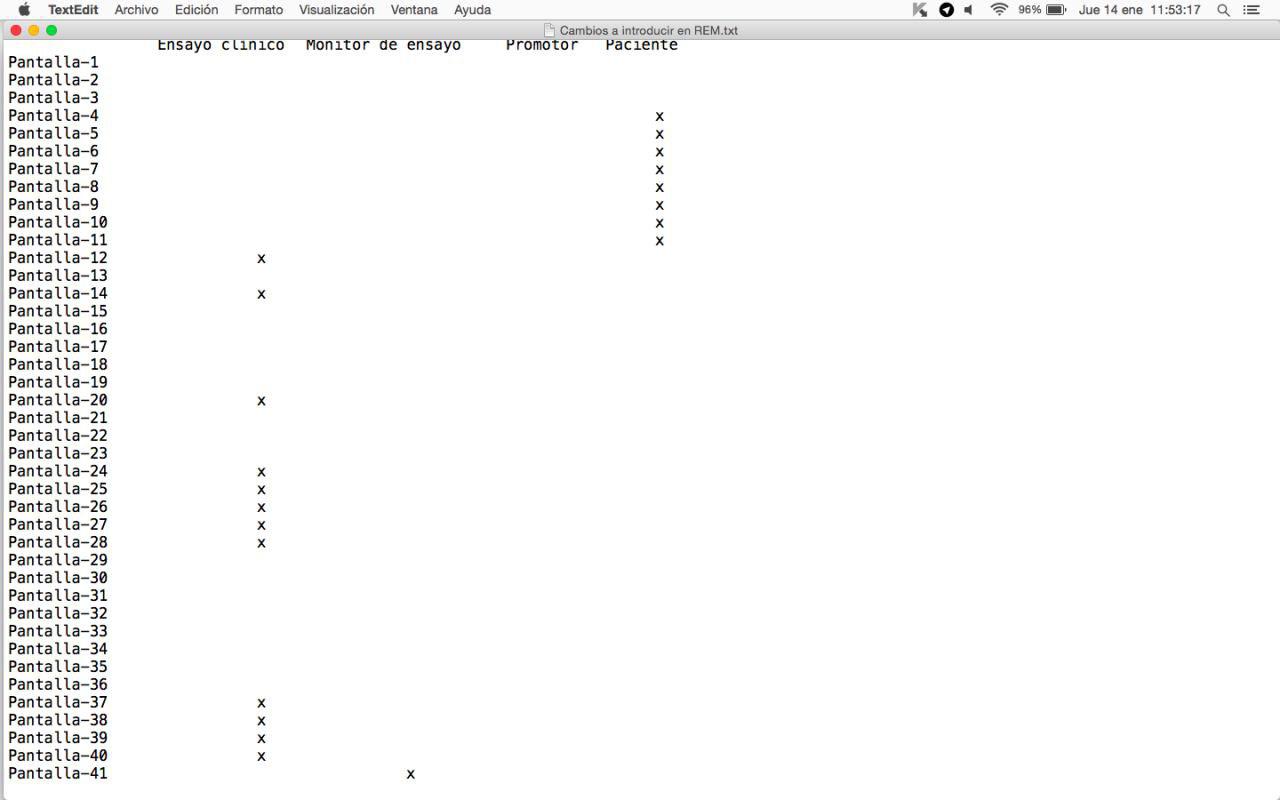 TextEdit Archivo Edición Formato Visualización Ventana Ayuda 96% Jue 14 ene 11:53:17
Cambios a introducir en REM.txt
Ensayo clínico Monitor de ensayo Promotor Paciente
Pantalla-1
Pantalla-2
Pantalla-3
Pantalla-4 x
Pantalla-5 x
Pantalla-6 x
Pantalla-7 x
Pantalla-8 x
Pantalla-9 x
Pantalla-10 x
Pantalla-11 x
Pantalla-12 x
Pantalla-13
Pantalla-14 x
Pantalla-15
Pantalla-16
Pantalla-17
Pantalla-18
Pantalla-19
Pantalla-20 x
Pantalla-21
Pantalla-22
Pantalla-23
Pantalla-24 x
Pantalla-25 x
Pantalla-26 x
Pantalla-27 x
Pantalla-28 x
Pantalla-29
Pantalla-30
Pantalla-31
Pantalla-32
Pantalla-33
Pantalla-34
Pantalla-35
Pantalla-36
Pantalla-37 x
Pantalla-38 x
Pantalla-39 x
Pantalla-40 x
Pantalla-41 x